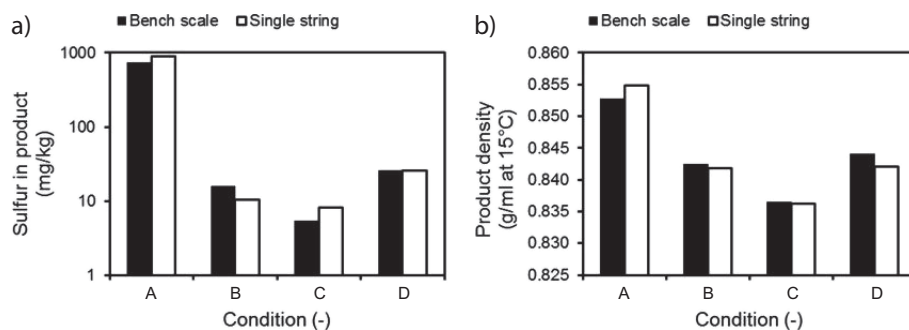 ■ Bench scale □ Single string
a)
Sulfur in product
(mg/kg)
1000
100
10
1
A B C D
Condition (-)
■ Bench scale □ Single string
b)
Product density
(g/ml at 15°C)
0.860
0.855
0.850
0.845
0.840
0.835
0.830
0.825
A B C D
Condition (-)